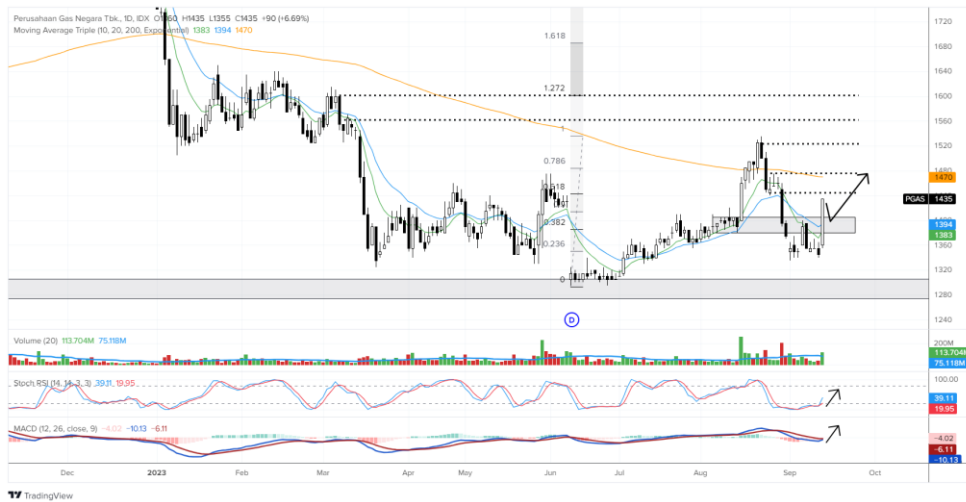 Perusahaan Gas Negara Tbk., 1D, IDX O1360 H1435 L1355 C1435 +90 (+6.69%)
Moving Average Triple (10, 20, 200, Exponential) 1383 1394 1470
1720
1680
1640
1600
1560
1520
1470
PGAS 1435
1400
1394
1383
1360
1320
1280
1240
1.618
1.272
1
0.786
0.618
0.382
0.236
0
D
Volume (20) 113.704M 75.118M
200M
113.704M
75.118M
Stoch RSI (14, 14, 3, 3) 39.11 19.95
100.00
39.11
19.95
MACD (12, 26, close, 9) -4.02 -10.13 -6.11
-4.02
-6.11
-10.13
Dec 2023 Feb Mar Apr May Jun Jul Aug Sep Oct
TradingView